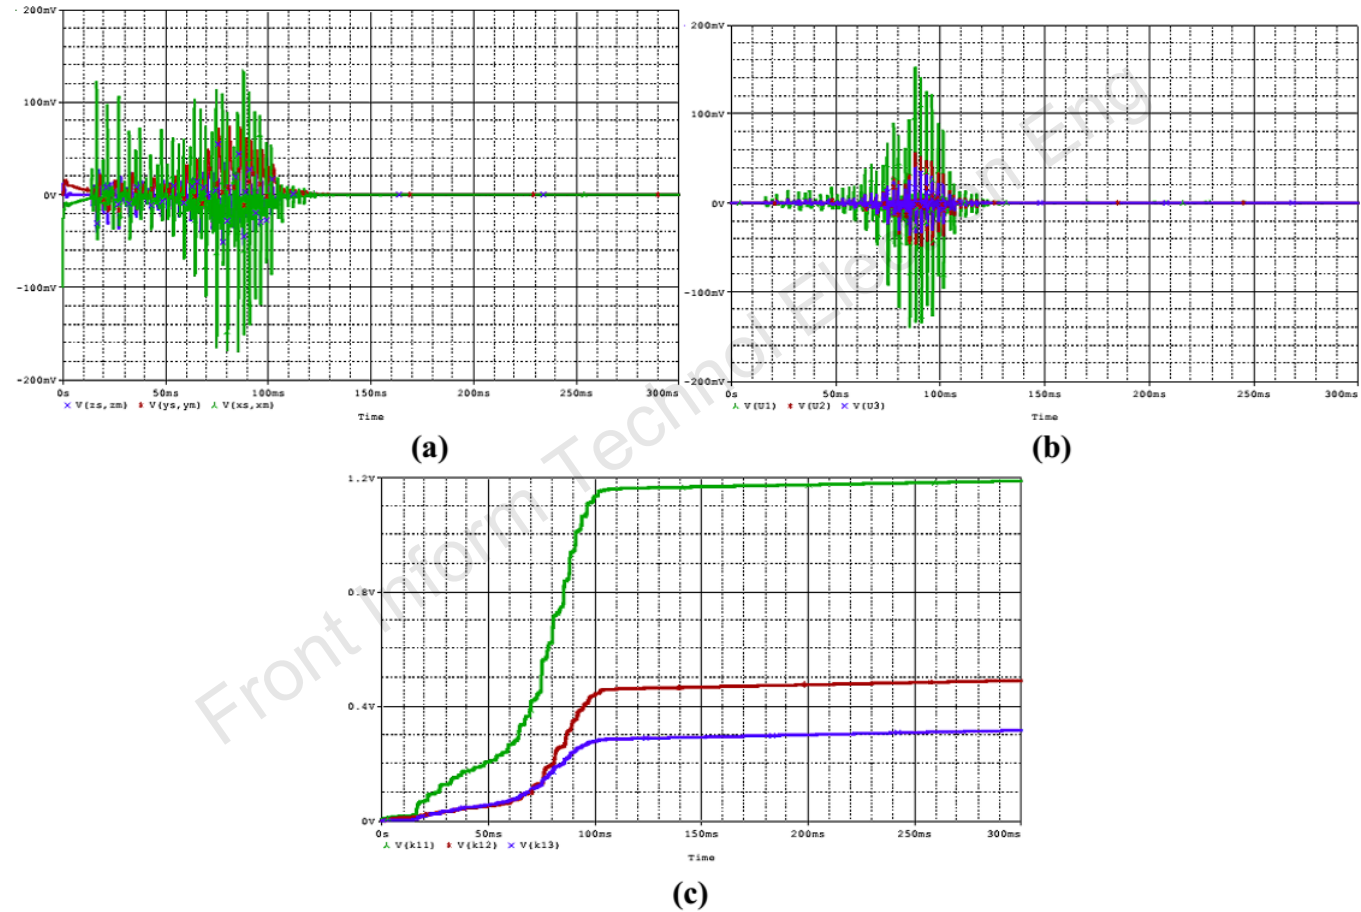 200mV
100mV
0V
-100mV
-200mV
0s 50ms 100ms 150ms 200ms 250ms 300ms
V(zs,zm) V(ys,ym) V(xs,xm)
Time
(a)
200mV
100mV
0V
-100mV
-200mV
0s 50ms 100ms 150ms 200ms 250ms 300ms
V(U1) V(U2) V(U3)
Time
(b)
1.2V
0.8V
0.4V
0V
0s 50ms 100ms 150ms 200ms 250ms 300ms
V(k11) V(k12) V(k13)
Time
(c)
Front Inform Technol Electron Eng